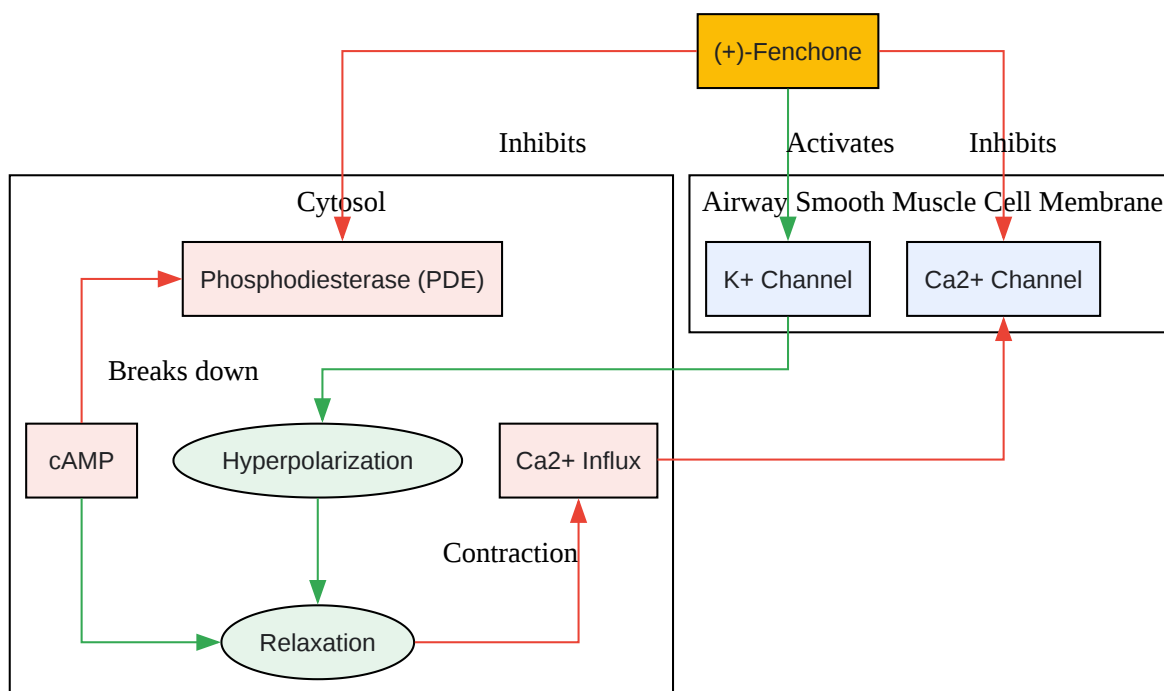 (+)-Fenchone
Inhibits
Activates
Inhibits
Cytosol
Airway Smooth Muscle Cell Membrane
Phosphodiesterase (PDE)
K+ Channel
Ca2+ Channel
Breaks down
cAMP
Hyperpolarization
Ca2+ Influx
Contraction
Relaxation